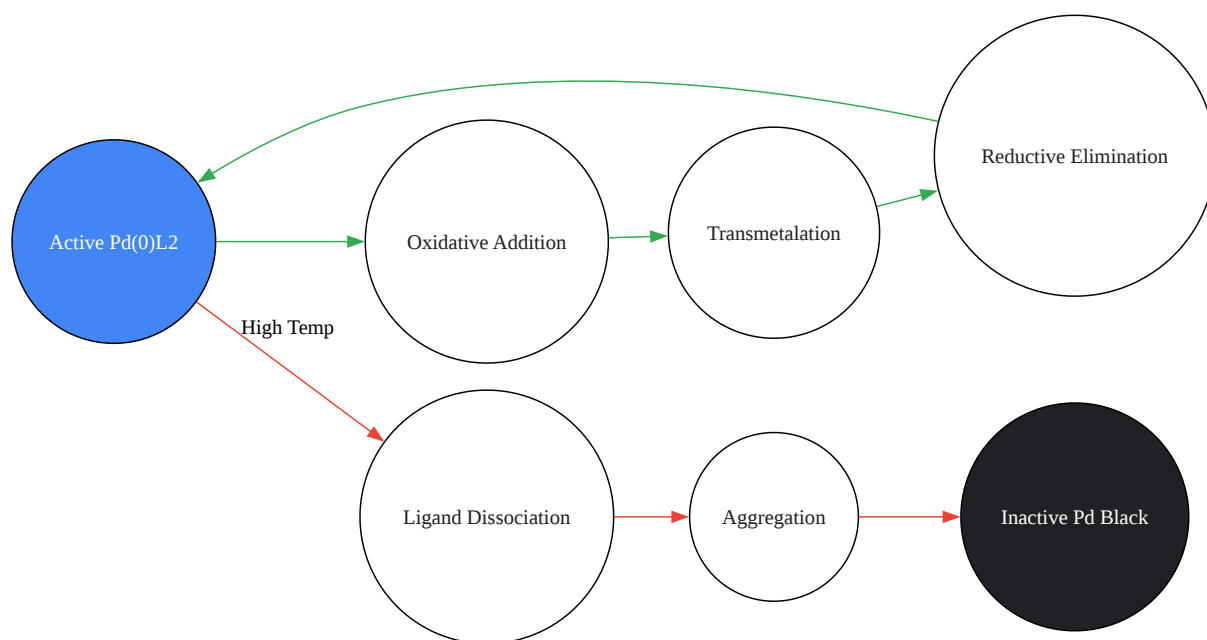 Active Pd(0)L2
Oxidative Addition
Transmetalation
Reductive Elimination
High Temp
Ligand Dissociation
Aggregation
Inactive Pd Black